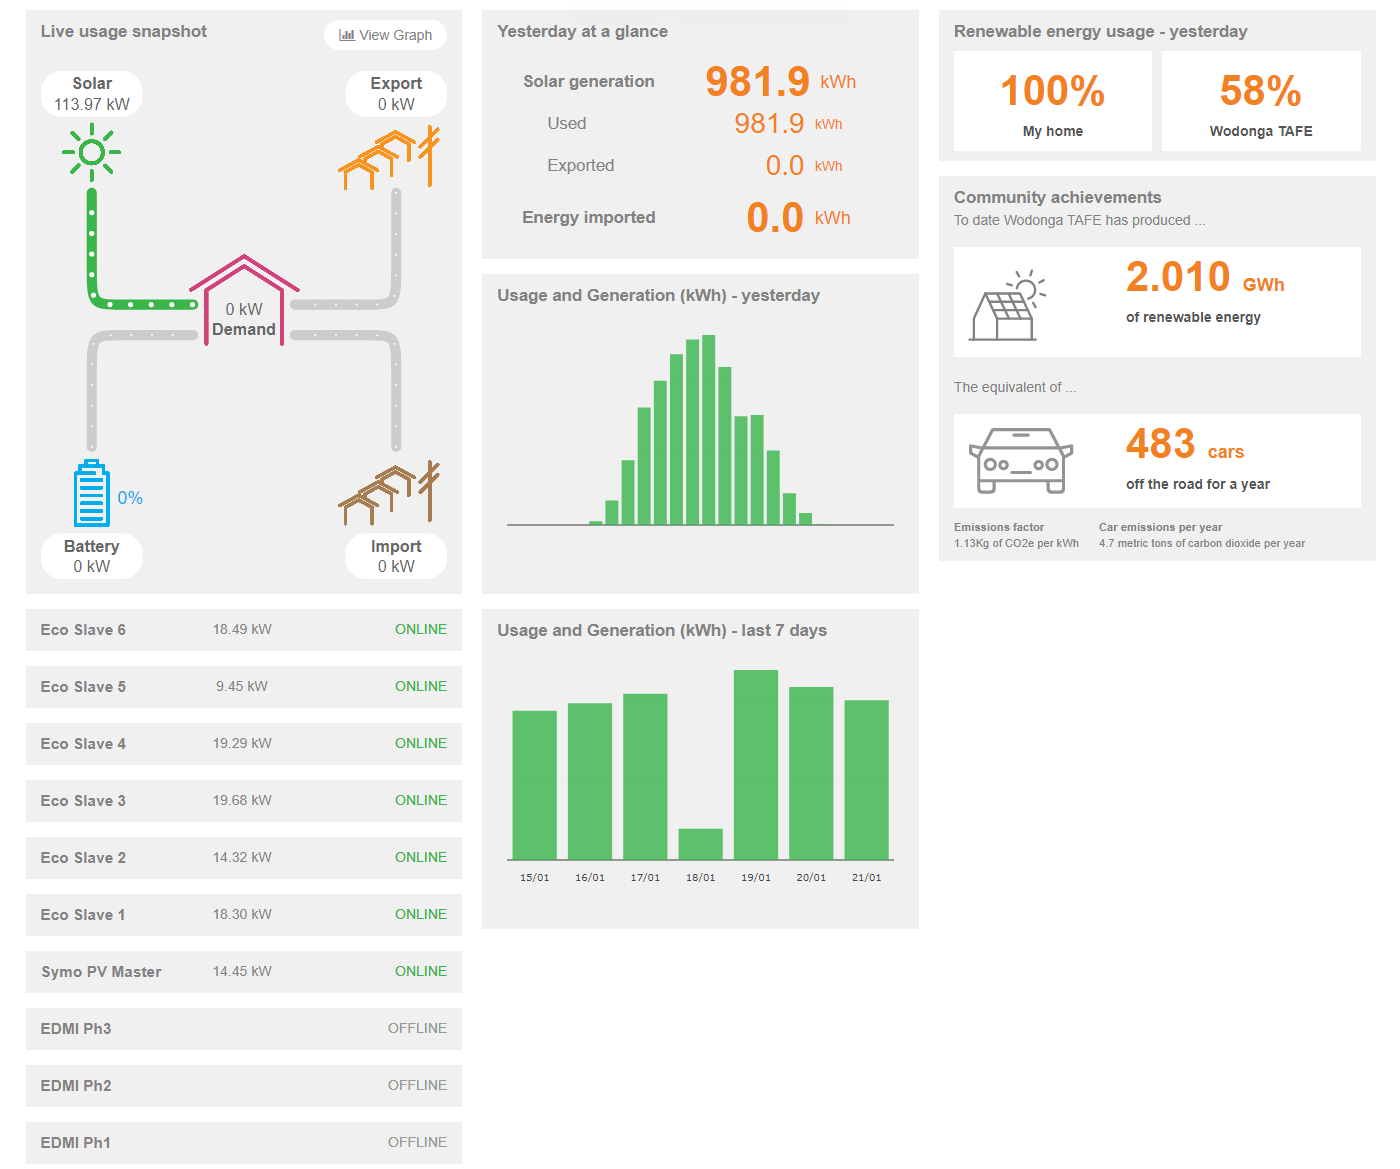 Live usage snapshot
View Graph
Solar
113.97 kW
Export
0 kW
0 kW
Demand
0%
Battery
0 kW
Import
0 kW
Eco Slave 6 18.49 kW ONLINE
Eco Slave 5 9.45 kW ONLINE
Eco Slave 4 19.29 kW ONLINE
Eco Slave 3 19.68 kW ONLINE
Eco Slave 2 14.32 kW ONLINE
Eco Slave 1 18.30 kW ONLINE
Symo PV Master 14.45 kW ONLINE
EDMI Ph3 OFFLINE
EDMI Ph2 OFFLINE
EDMI Ph1 OFFLINE
Yesterday at a glance
Solar generation 981.9 kWh
Used 981.9 kWh
Exported 0.0 kWh
Energy imported 0.0 kWh
Usage and Generation (kWh) - yesterday
Usage and Generation (kWh) - last 7 days
15/01 16/01 17/01 18/01 19/01 20/01 21/01
Renewable energy usage - yesterday
100%
My home
58%
Wodonga TAFE
Community achievements
To date Wodonga TAFE has produced ...
2.010 GWh
of renewable energy
The equivalent of ...
483 cars
off the road for a year
Emissions factor
1.13Kg of CO2e per kWh
Car emissions per year
4.7 metric tons of carbon dioxide per year